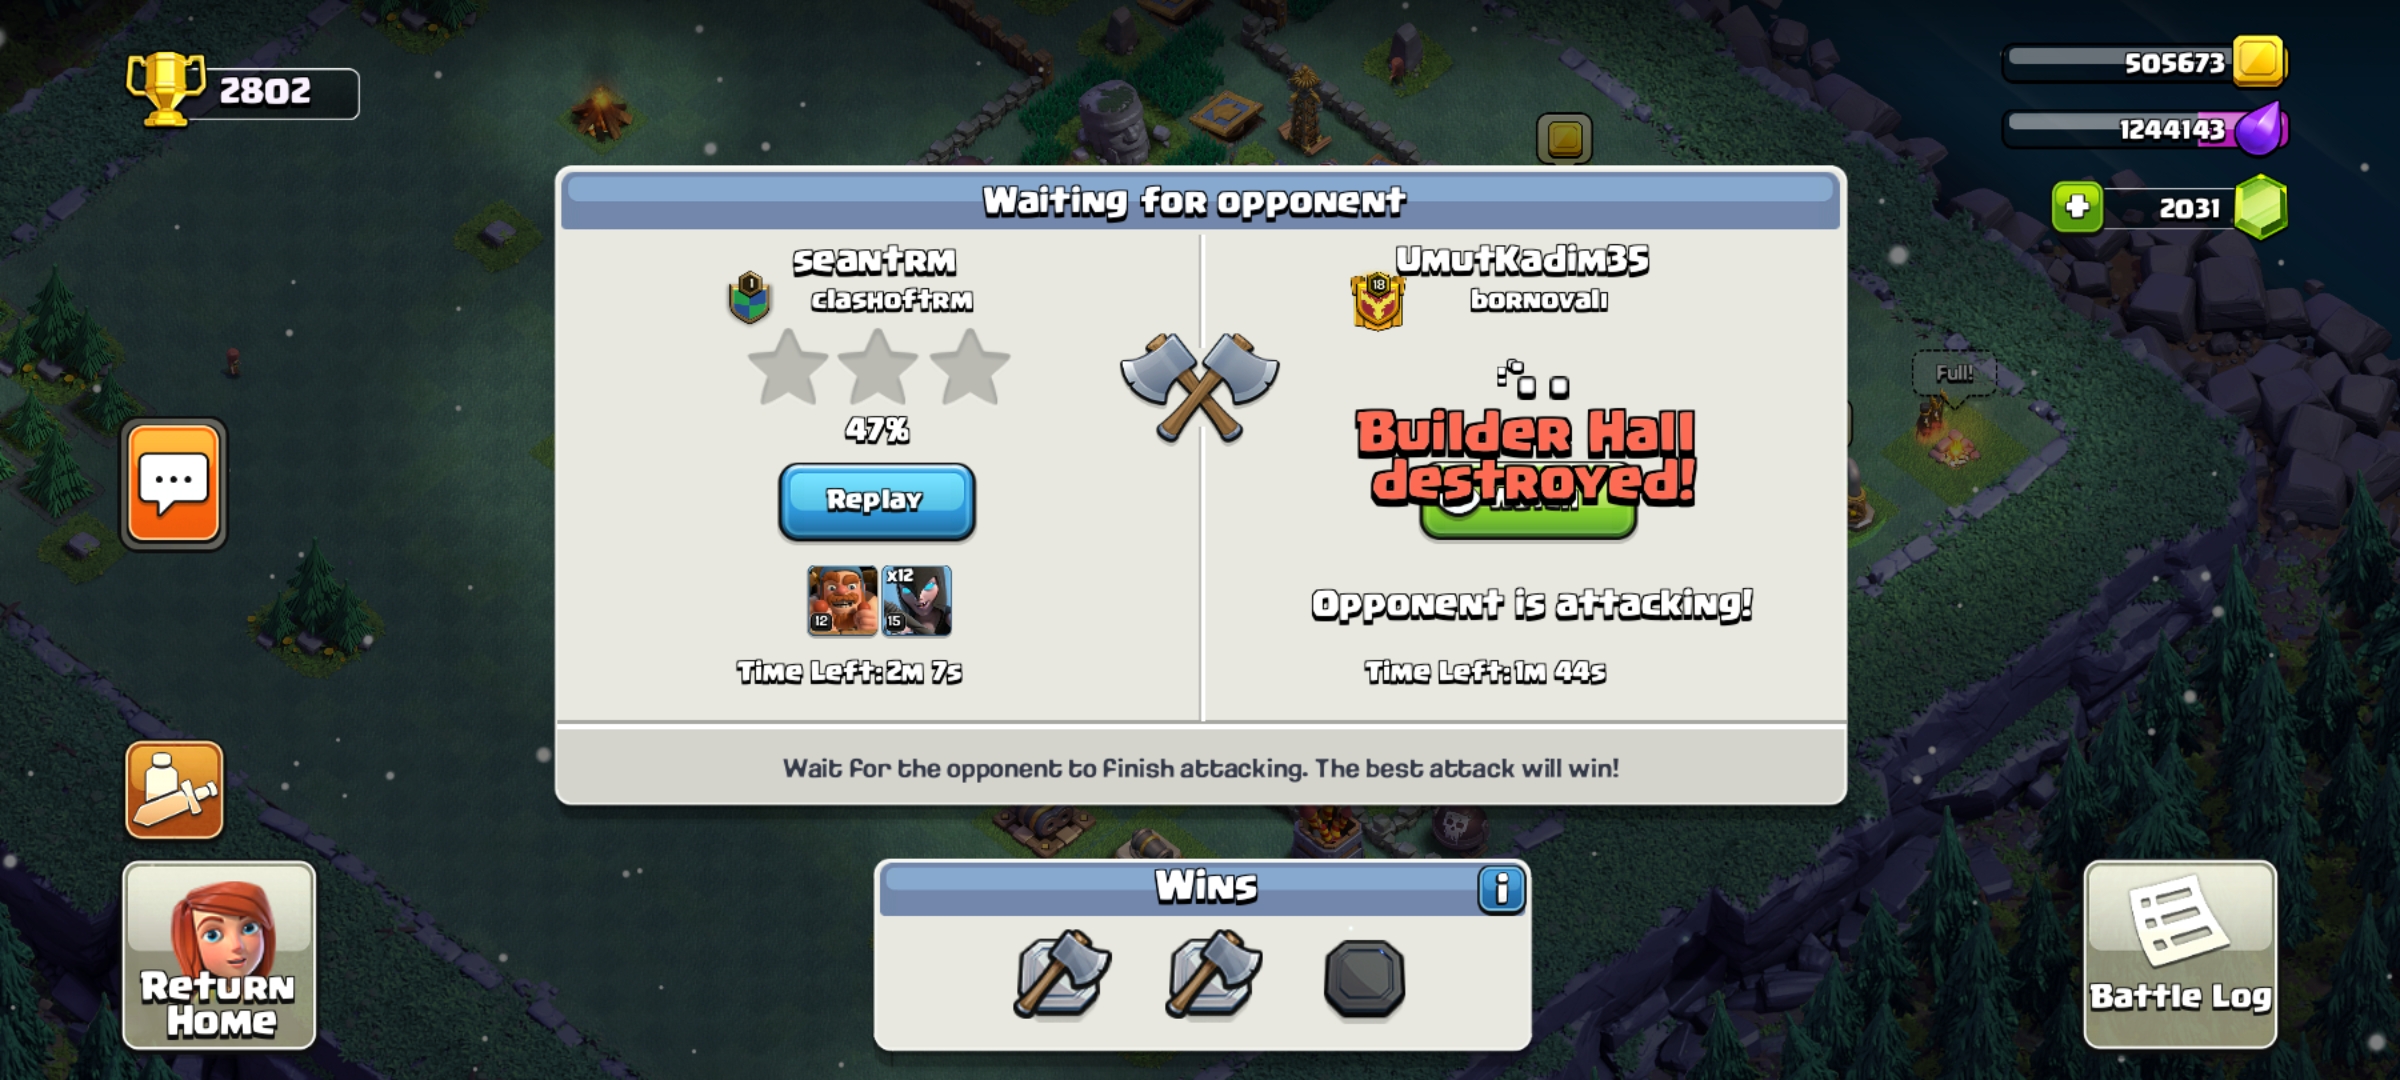 2802
505673
1244143
2031
Waiting for opponent
seantrm
1
clashoftrm
47%
Replay
x12
12
15
Time Left: 2m 7s
UmutKadim35
18
bornovalı
Builder Hall
destroyed!
Opponent is attacking!
Time Left: 1m 44s
Full!
Wait for the opponent to finish attacking. The best attack will win!
Wins
i
Return
Home
Battle Log